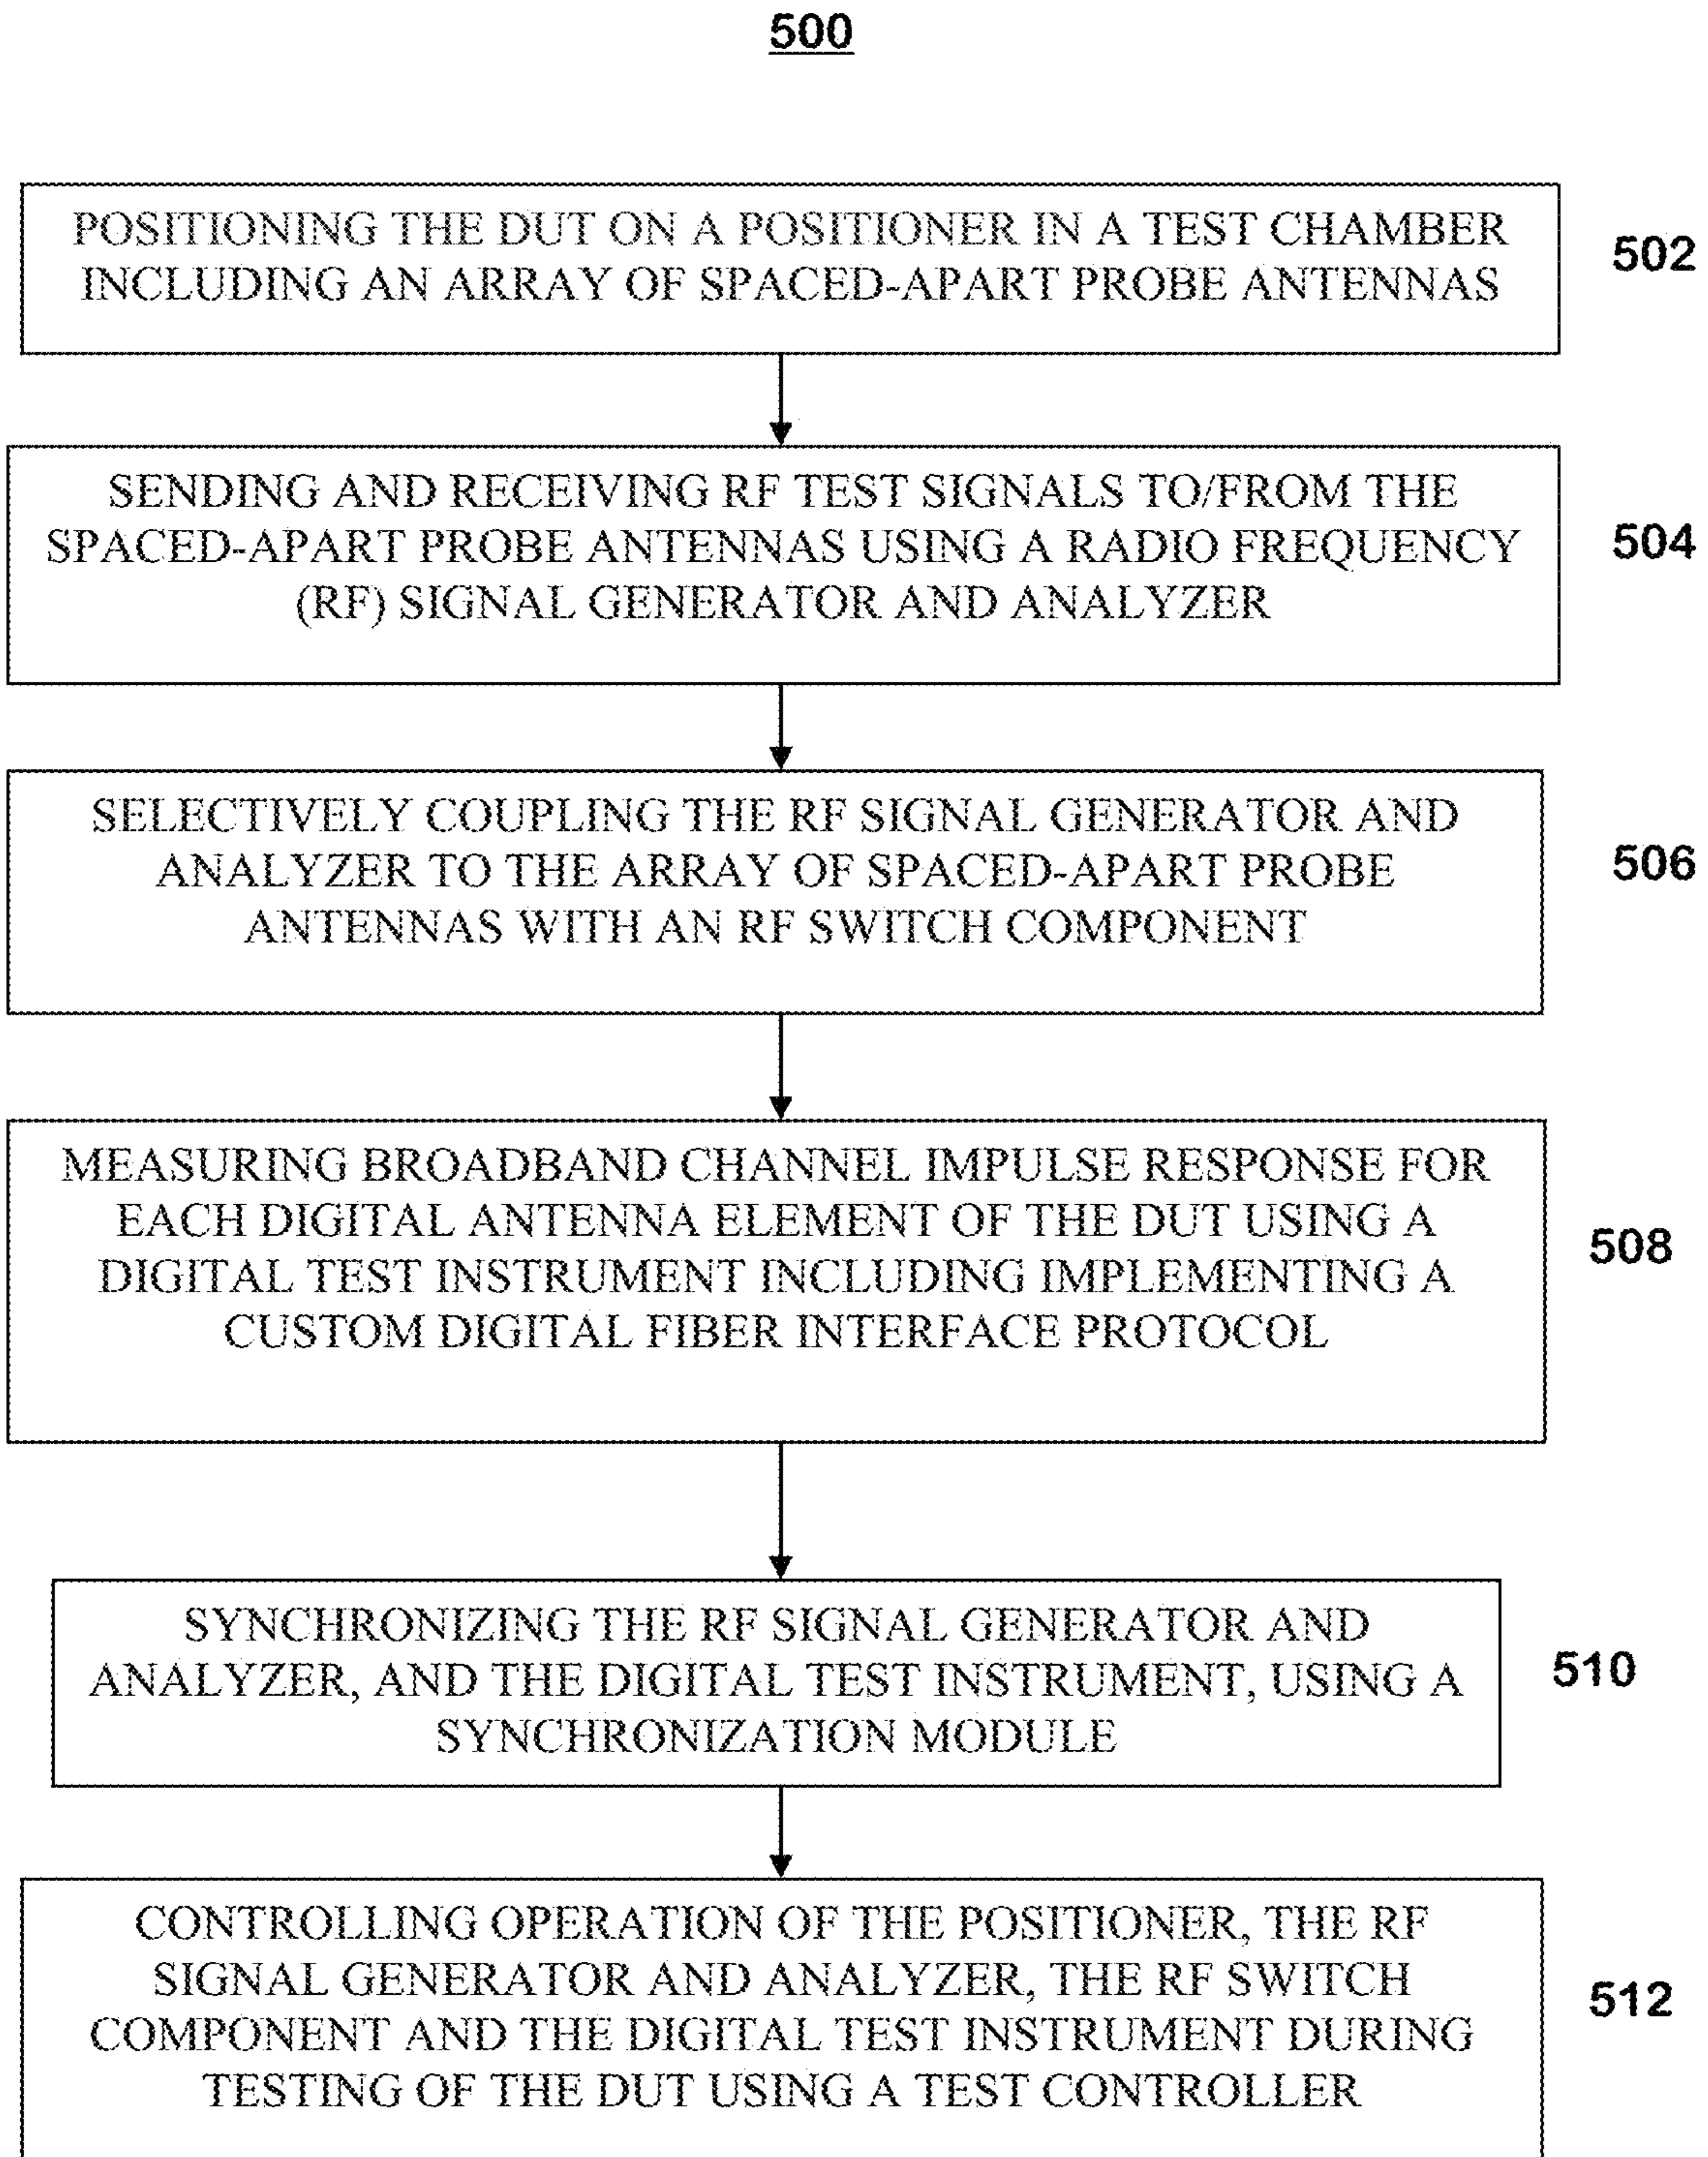 500
POSITIONING THE DUT ON A POSITIONER IN A TEST CHAMBER
INCLUDING AN ARRAY OF SPACED-APART PROBE ANTENNAS
502
SENDING AND RECEIVING RF TEST SIGNALS TO/FROM THE
SPACED-APART PROBE ANTENNAS USING A RADIO FREQUENCY
(RF) SIGNAL GENERATOR AND ANALYZER
504
SELECTIVELY COUPLING THE RF SIGNAL GENERATOR AND
ANALYZER TO THE ARRAY OF SPACED-APART PROBE
ANTENNAS WITH AN RF SWITCH COMPONENT
506
MEASURING BROADBAND CHANNEL IMPULSE RESPONSE FOR
EACH DIGITAL ANTENNA ELEMENT OF THE DUT USING A
DIGITAL TEST INSTRUMENT INCLUDING IMPLEMENTING A
CUSTOM DIGITAL FIBER INTERFACE PROTOCOL
508
SYNCHRONIZING THE RF SIGNAL GENERATOR AND
ANALYZER, AND THE DIGITAL TEST INSTRUMENT, USING A
SYNCHRONIZATION MODULE
510
CONTROLLING OPERATION OF THE POSITIONER, THE RF
SIGNAL GENERATOR AND ANALYZER, THE RF SWITCH
COMPONENT AND THE DIGITAL TEST INSTRUMENT DURING
TESTING OF THE DUT USING A TEST CONTROLLER
512